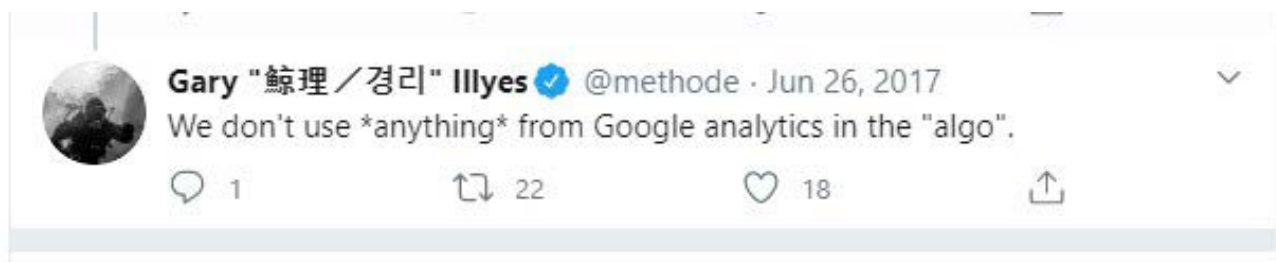 Gary "鯨理／경리" Illyes @methode · Jun 26, 2017
We don't use *anything* from Google analytics in the "algo".
1 22 18